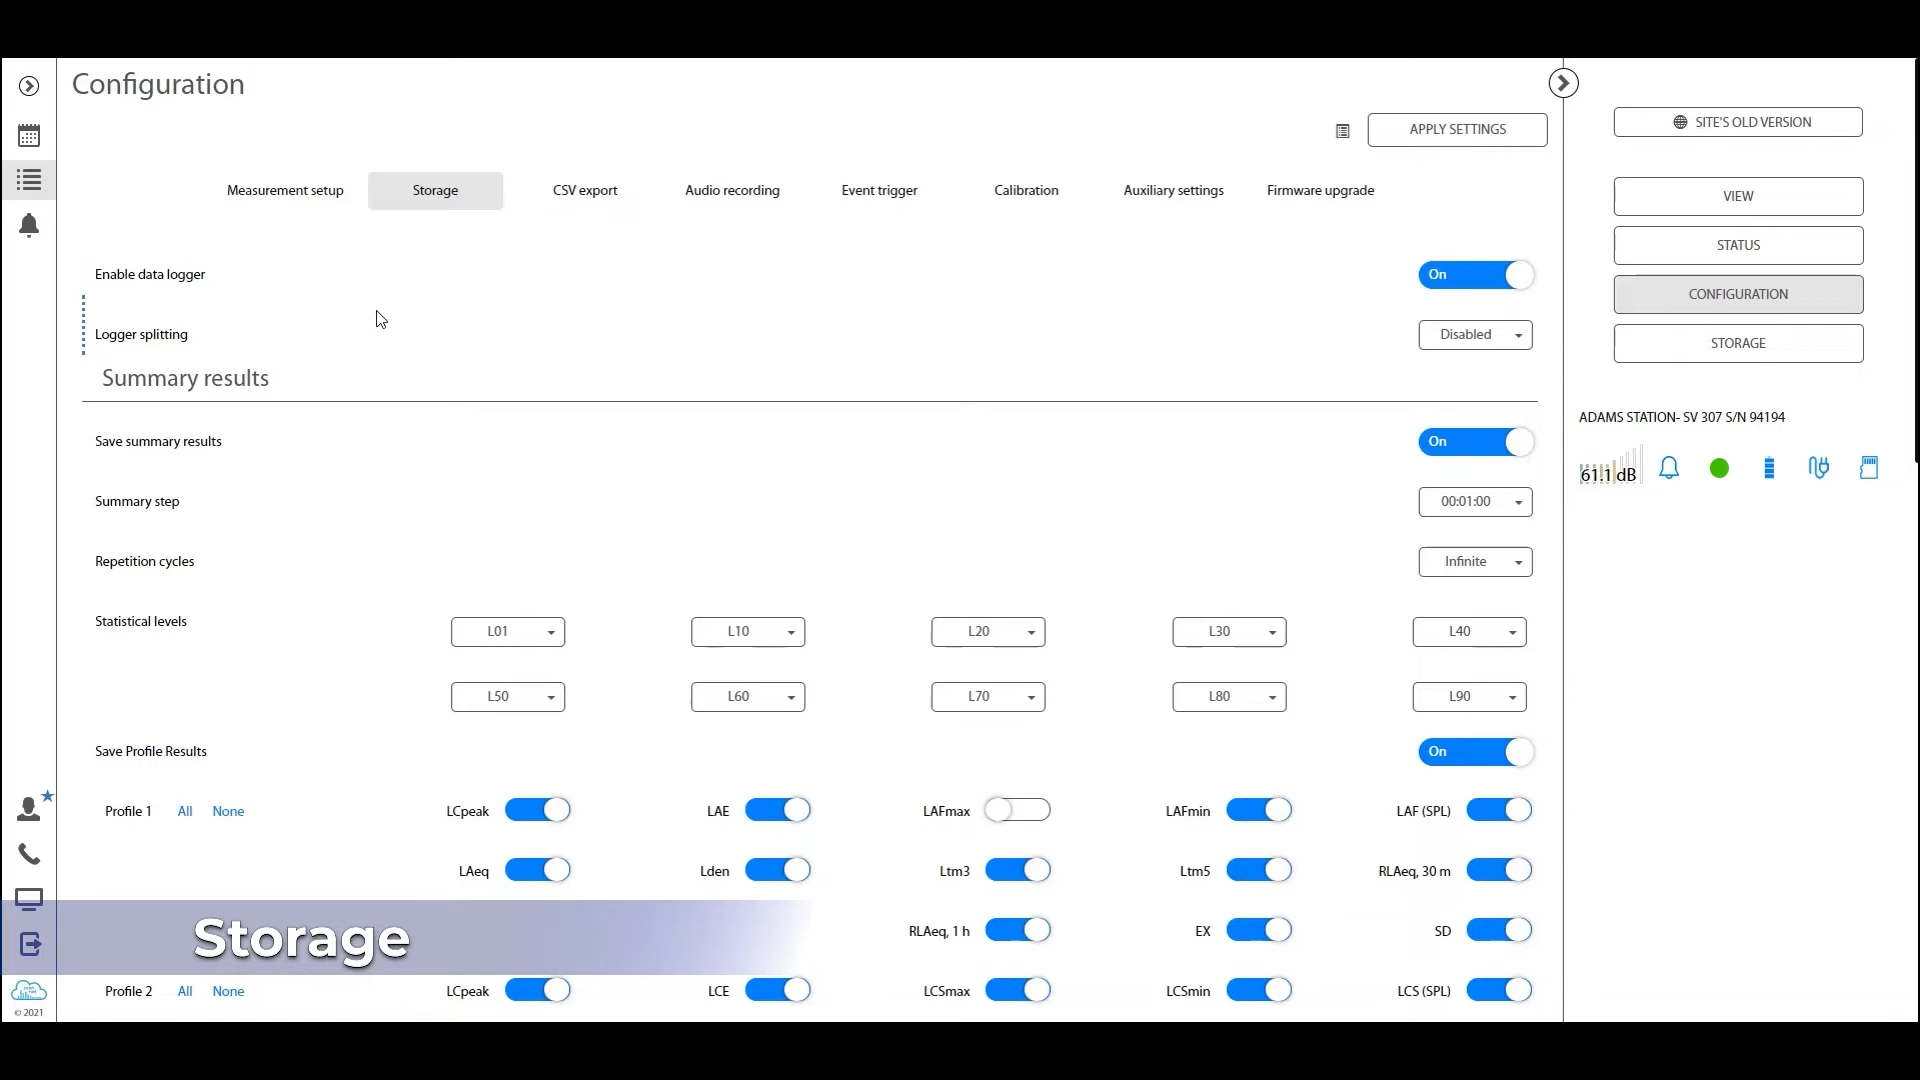 Configuration
APPLY SETTINGS
SITE'S OLD VERSION
Measurement setup Storage CSV export Audio recording Event trigger Calibration Auxiliary settings Firmware upgrade
VIEW
STATUS
CONFIGURATION
STORAGE
Enable data logger On
Logger splitting Disabled
Summary results
ADAMS STATION- SV 307 S/N 94194
61.1 dB
Save summary results On
Summary step 00:01:00
Repetition cycles Infinite
Statistical levels L01 L10 L20 L30 L40
L50 L60 L70 L80 L90
Save Profile Results On
Profile 1 All None LCpeak LAE LAFmax LAFmin LAF (SPL)
LAeq Lden Ltm3 Ltm5 RLAeq, 30 m
Storage RLAeq, 1 h EX SD
Profile 2 All None LCpeak LCE LCSmax LCSmin LCS (SPL)
© 2021